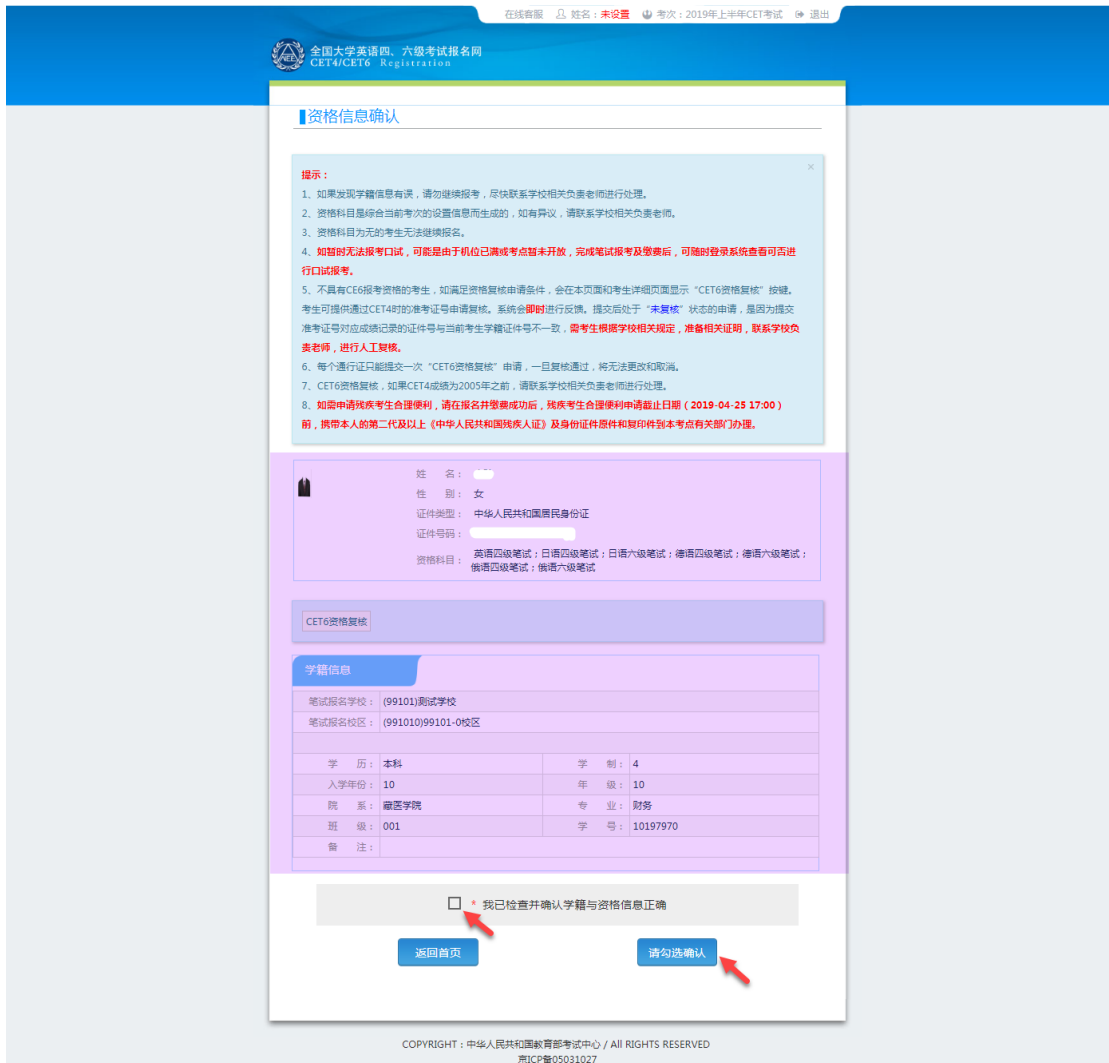 在线客服 姓名：未设置 考次：2019年上半年CET考试 退出
全国大学英语四、六级考试报名网
CET4/CET6 Registration
资格信息确认
×
提示：
1、如果发现学籍信息有误，请勿继续报考，尽快联系学校相关负责老师进行处理。
2、资格科目是综合当前考次的设置信息而生成的，如有异议，请联系学校相关负责老师。
3、资格科目为无的考生无法继续报名。
4、如暂时无法报考口试，可能是由于机位已满或考点暂未开放，完成笔试报考及缴费后，可随时登录系统查看可否进
行口试报考。
5、不具有CE6报考资格的考生，如满足资格复核申请条件，会在本页面和考生详细页面显示“CET6资格复核”按键。
考生可提供通过CET4时的准考证号申请复核。系统会即时进行反馈。提交后处于“未复核”状态的申请，是因为提交
准考证号对应成绩记录的证件号与当前考生学籍证件号不一致，需考生根据学校相关规定，准备相关证明，联系学校负
责老师，进行人工复核。
6、每个通行证只能提交一次“CET6资格复核”申请，一旦复核通过，将无法更改和取消。
7、CET6资格复核，如果CET4成绩为2005年之前，请联系学校相关负责老师进行处理。
8、如需申请残疾考生合理便利，请在报名并缴费成功后，残疾考生合理便利申请截止日期（2019-04-25 17:00）
前，携带本人的第二代及以上《中华人民共和国残疾人证》及身份证件原件和复印件到本考点有关部门办理。
姓 名：
性 别： 女
证件类型： 中华人民共和国居民身份证
证件号码：
资格科目： 英语四级笔试；日语四级笔试；日语六级笔试；德语四级笔试；德语六级笔试；
俄语四级笔试；俄语六级笔试
CET6资格复核
学籍信息
笔试报名学校： (99101)测试学校
笔试报名校区： (991010)99101-0校区
学 历： 本科 学 制： 4
入学年份： 10 年 级： 10
院 系： 藏医学院 专 业： 财务
班 级： 001 学 号： 10197970
备 注：
* 我已检查并确认学籍与资格信息正确
返回首页 请勾选确认
COPYRIGHT：中华人民共和国教育部考试中心 / All RIGHTS RESERVED
京ICP备05031027